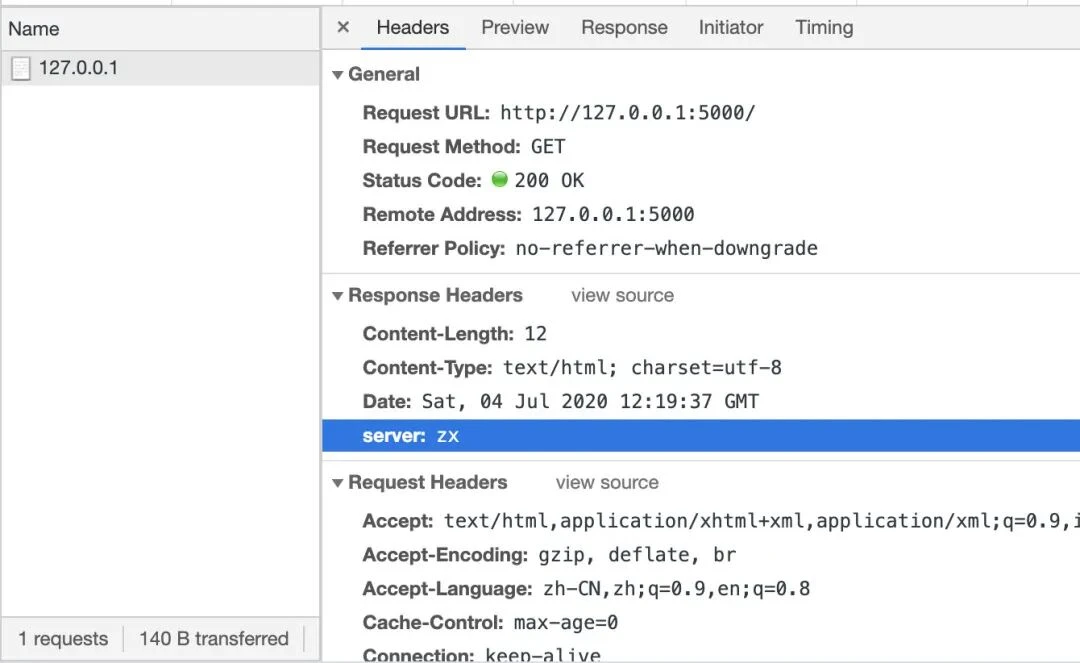 Name
× Headers Preview Response Initiator Timing
127.0.0.1
▼ General
Request URL: http://127.0.0.1:5000/
Request Method: GET
Status Code: 200 OK
Remote Address: 127.0.0.1:5000
Referrer Policy: no-referrer-when-downgrade
▼ Response Headers view source
Content-Length: 12
Content-Type: text/html; charset=utf-8
Date: Sat, 04 Jul 2020 12:19:37 GMT
server: zx
▼ Request Headers view source
Accept: text/html,application/xhtml+xml,application/xml;q=0.9,i
Accept-Encoding: gzip, deflate, br
Accept-Language: zh-CN,zh;q=0.9,en;q=0.8
Cache-Control: max-age=0
Connection: keep-alive
1 requests 140 B transferred